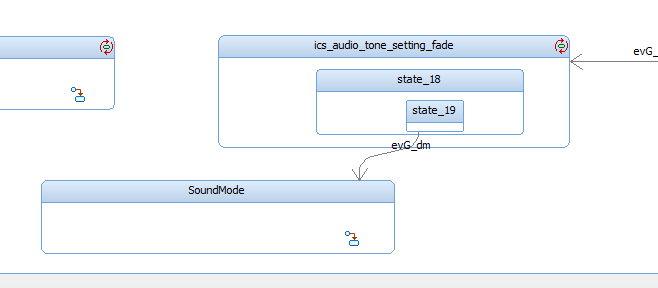 ics_audio_tone_setting_fade
evG_
state_18
state_19
evG_dm
SoundMode